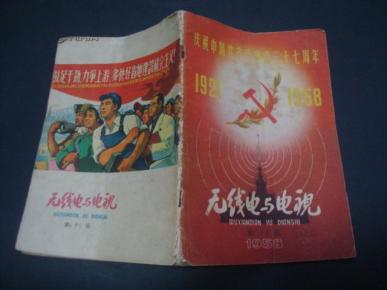 鼓足干劲，力争上游，多快好省地建设社会主义！
无线电与电视
WUXIANDIAN YU DIANSHI
庆祝中国共产党成立三十七周年
1921 1958
无线电与电视
WUXIANDIAN YU DIANSHI
1958